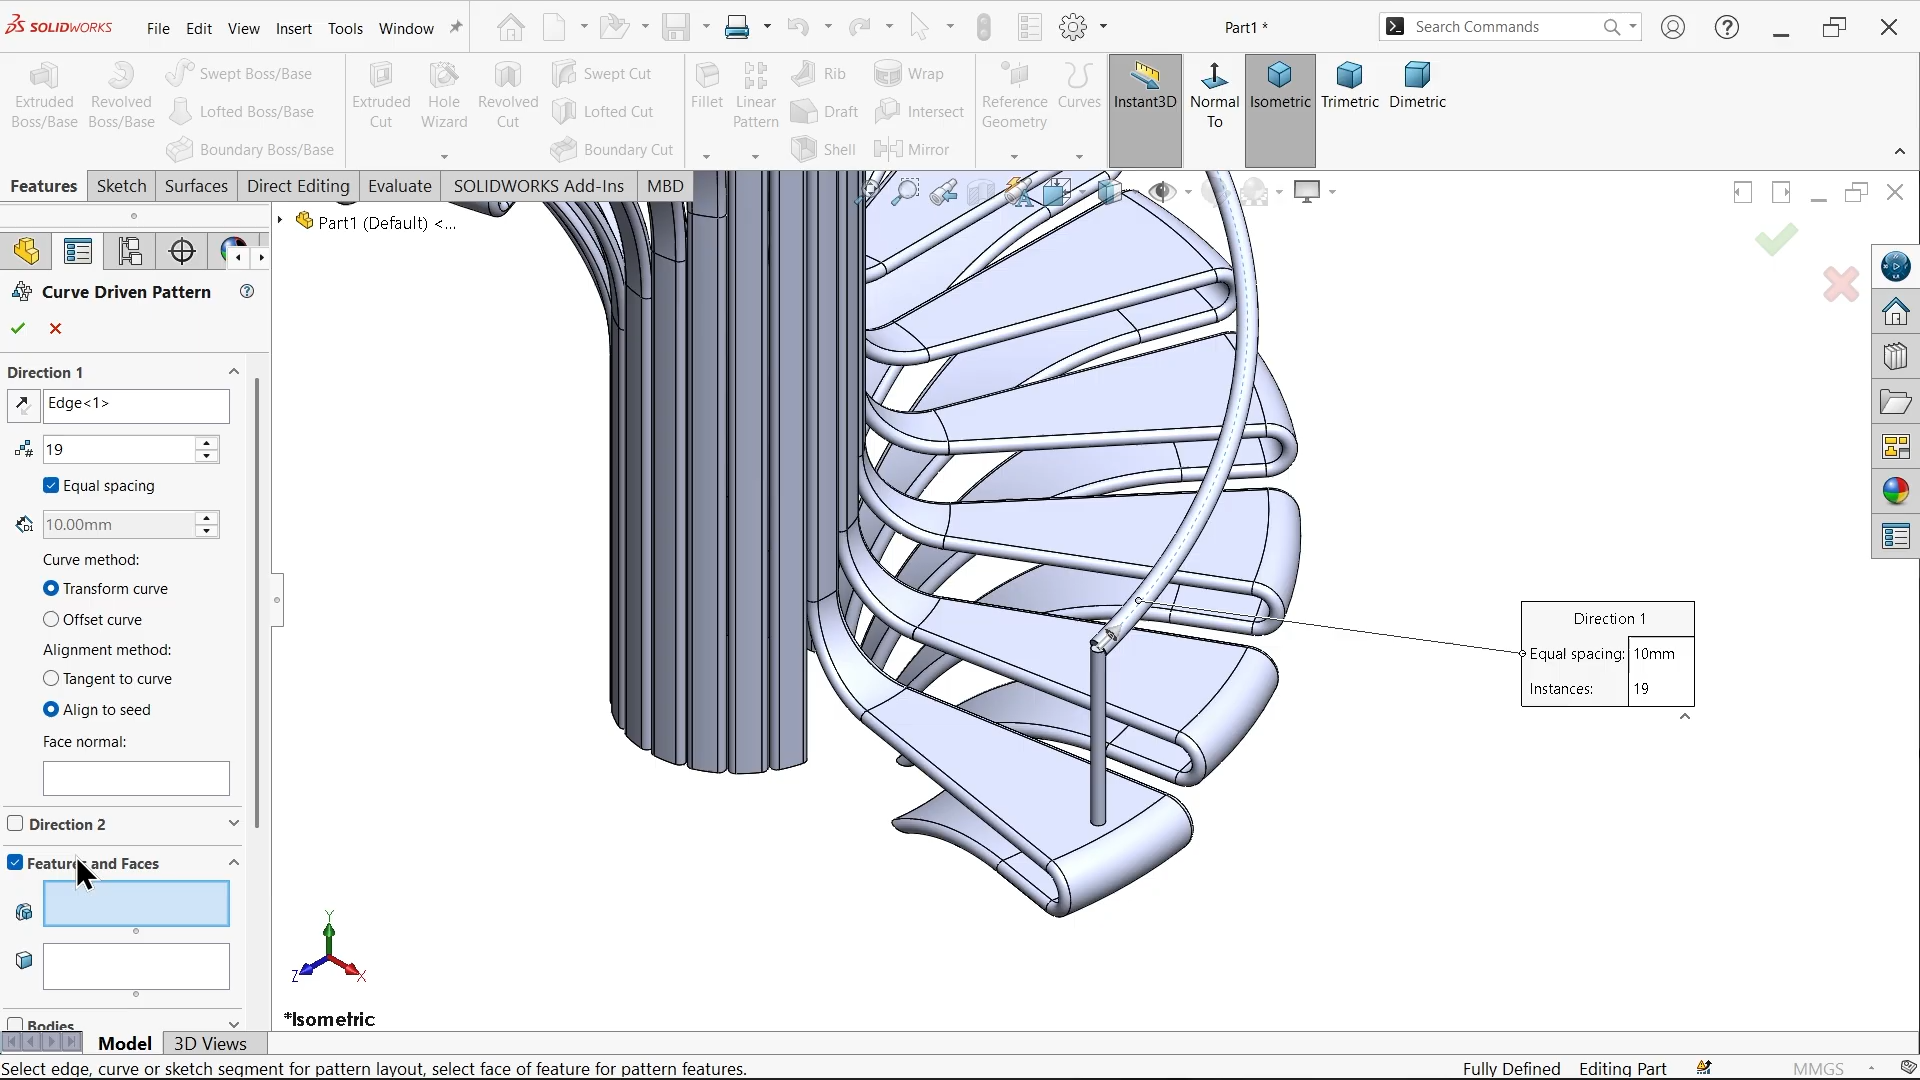 SOLIDWORKS File Edit View Insert Tools Window Part1 * Search Commands
Extruded Boss/Base
Revolved Boss/Base
Swept Boss/Base
Lofted Boss/Base
Boundary Boss/Base
Extruded Cut
Hole Wizard
Revolved Cut
Swept Cut
Lofted Cut
Boundary Cut
Fillet
Linear Pattern
Rib
Draft
Shell
Wrap
Intersect
Mirror
Reference Geometry
Curves
Instant3D
Normal To
Isometric
Trimetric
Dimetric
Features Sketch Surfaces Direct Editing Evaluate SOLIDWORKS Add-Ins MBD
Part1 (Default) <...
Curve Driven Pattern
Direction 1
Edge<1>
19
Equal spacing
10.00mm
Curve method:
Transform curve
Offset curve
Alignment method:
Tangent to curve
Align to seed
Face normal:
Direction 2
Features and Faces
Bodies
Direction 1
Equal spacing: 10mm
Instances: 19
Y
Z
X
*Isometric
Model 3D Views
Select edge, curve or sketch segment for pattern layout, select face of feature for pattern features.
Fully Defined Editing Part MMGS